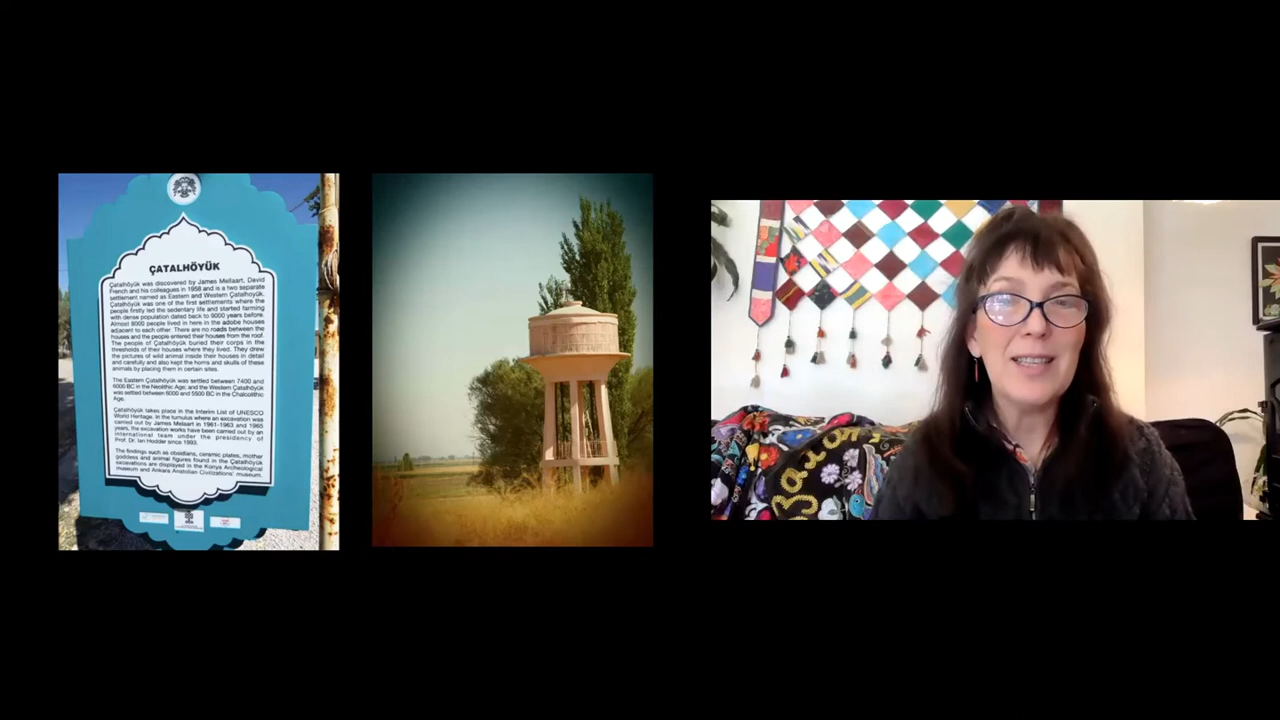 ÇATALHÖYÜK
Çatalhöyük was discovered by James Mellaart, David
French and his colleagues in 1958 and is a two separate
settlement named as Eastern and Western Çatalhoyük.
Çatalhöyük was one of the first settlements where the
people firstly led the sedentary life and started farming
with dense population dated back to 9000 years before.
Almost 8000 people lived in here in the adobe houses
adjacent to each other. There are no roads between the
houses and the people entered their houses from the roof.
The people of Çatalhöyük buried their corps in the
thresholds of their houses where they lived. They drew
the pictures of wild animal inside their houses in detail
and carefully and also kept the horns and skulls of these
animals by placing them in certain sites.
The Eastern Çatalhöyük was settled between 7400 and
6000 BC in the Neolithic Age; and the Western Çatalhöyük
was settled between 6000 and 5500 BC in the Chalcolithic
Age.
Çatalhöyük takes place in the Interim List of UNESCO
World Heritage. In the tumulus where an excavation was
carried out by James Melaart in 1961-1963 and 1965
years, the excavation works have been carried out by an
international team under the presidency of
Prof. Dr. Ian Hodder since 1993.
The findings such as obsidians, ceramic plates, mother
goddess and animal figures found in the Çatalhöyük
excavations are displayed in the Konya Archeological
museum and Ankara Anatolian Civilizations' museum.